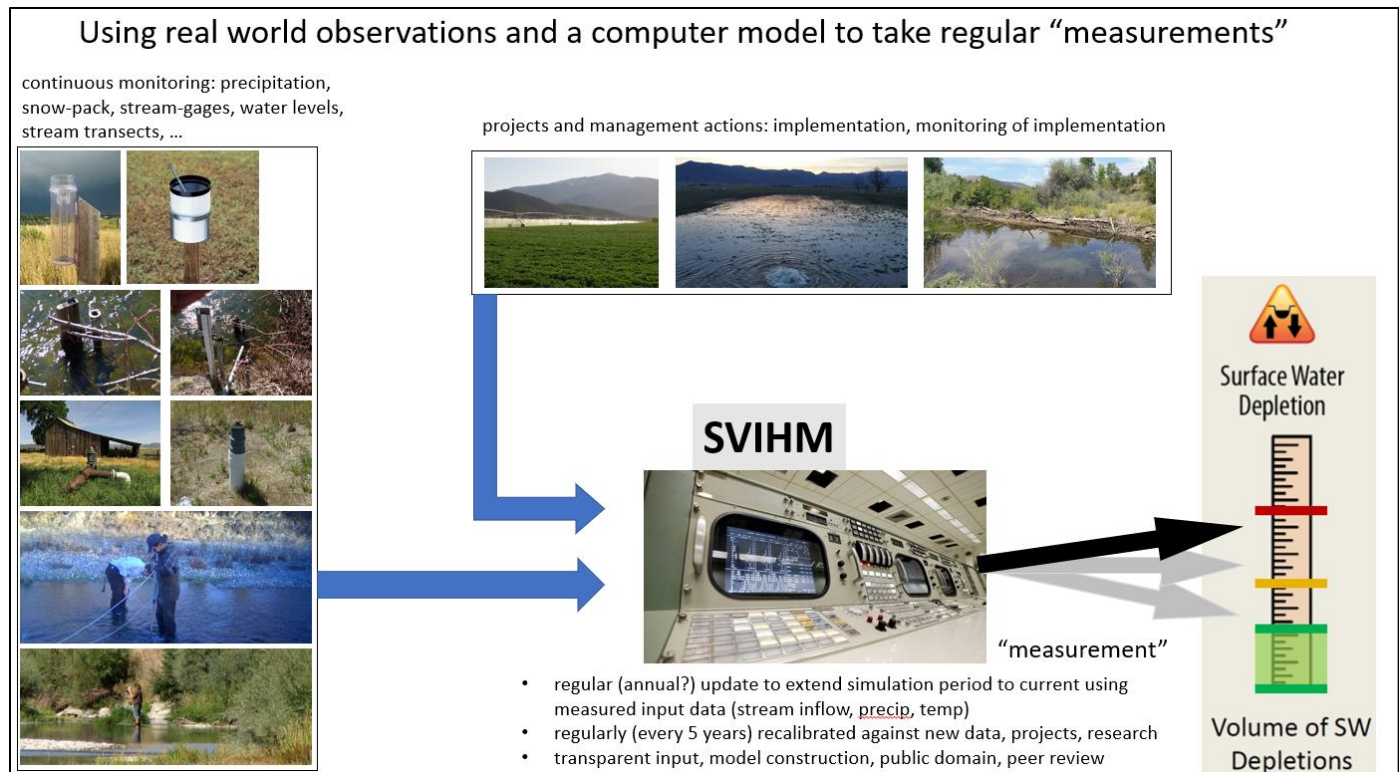 Using real world observations and a computer model to take regular “measurements”
continuous monitoring: precipitation,
snow-pack, stream-gages, water levels,
stream transects, ...
projects and management actions: implementation, monitoring of implementation
SVIHM
Surface Water
Depletion
“measurement”
• regular (annual?) update to extend simulation period to current using
measured input data (stream inflow, precip, temp)
• regularly (every 5 years) recalibrated against new data, projects, research
• transparent input, model construction, public domain, peer review
Volume of SW
Depletions